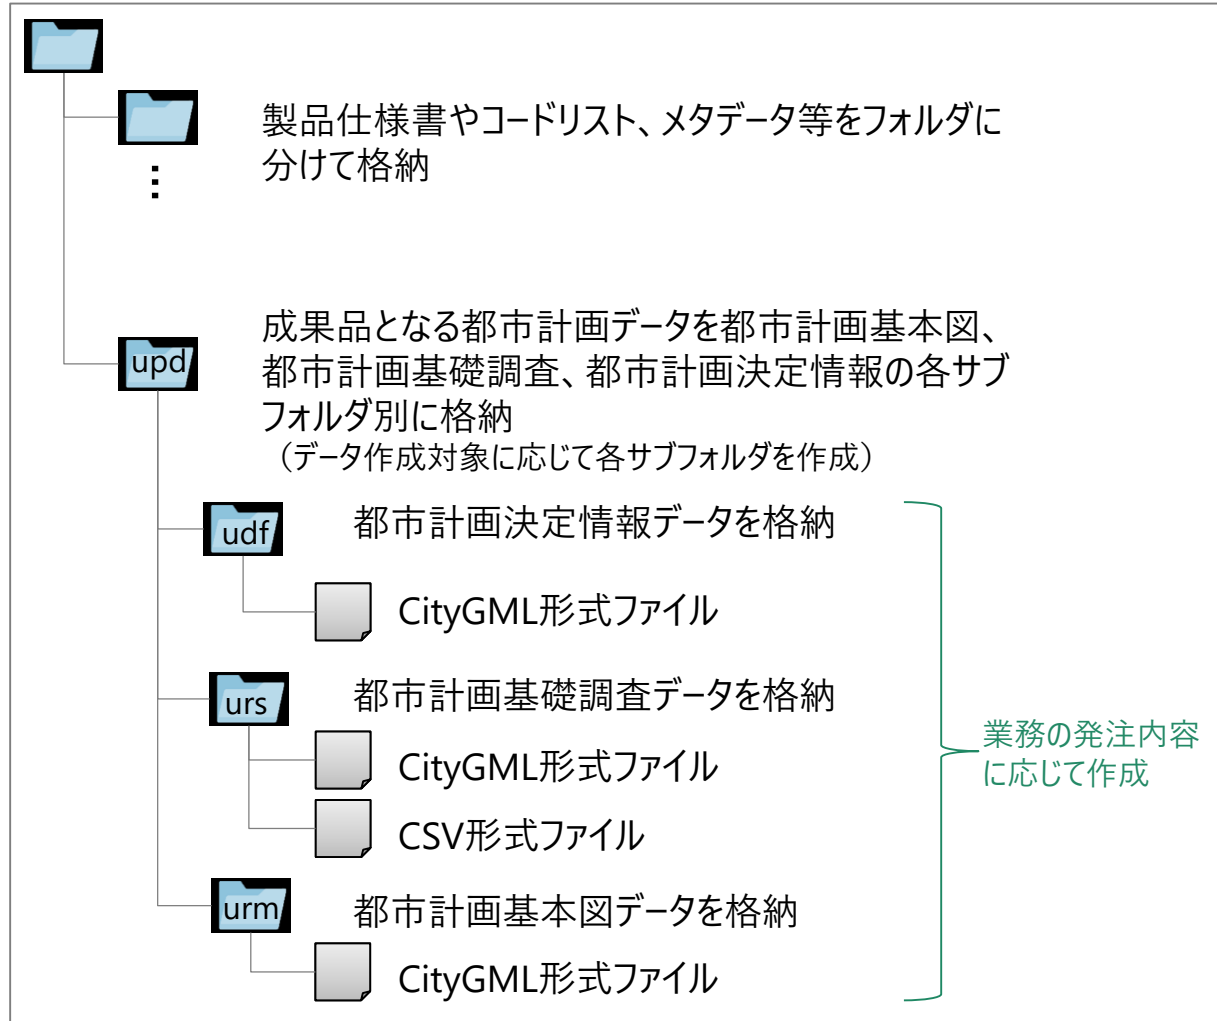 製品仕様書やコードリスト、メタデータ等をフォルダに
分けて格納
⋮
upd
成果品となる都市計画データを都市計画基本図、
都市計画基礎調査、都市計画決定情報の各サブ
フォルダ別に格納
（データ作成対象に応じて各サブフォルダを作成）
udf
都市計画決定情報データを格納
CityGML形式ファイル
urs
都市計画基礎調査データを格納
CityGML形式ファイル
CSV形式ファイル
urm
都市計画基本図データを格納
CityGML形式ファイル
業務の発注内容
に応じて作成